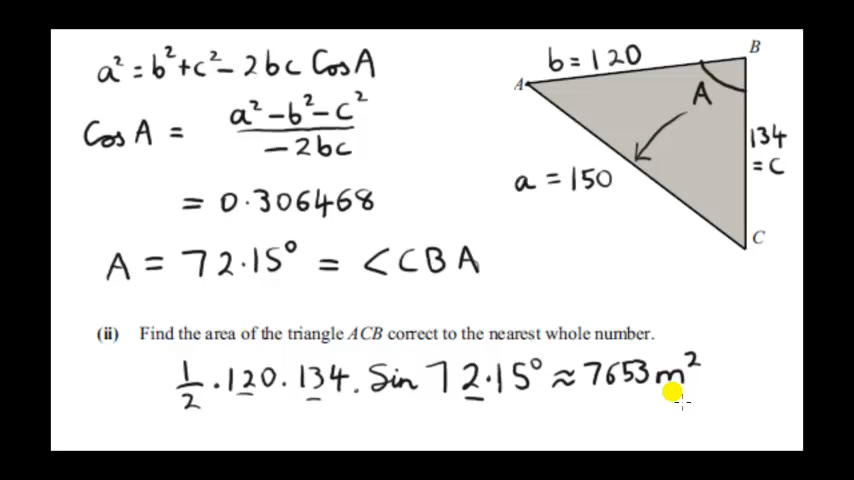 a² = b² + c² - 2bc Cos A
Cos A = a² - b² - c² / -2bc
= 0.306468
A = 72.15° = <CBA
b = 120
B
A
A
134
= C
a = 150
C
(ii) Find the area of the triangle ACB correct to the nearest whole number.
1/2 . 120 . 134 . Sin 72.15° ≈ 7653 m²